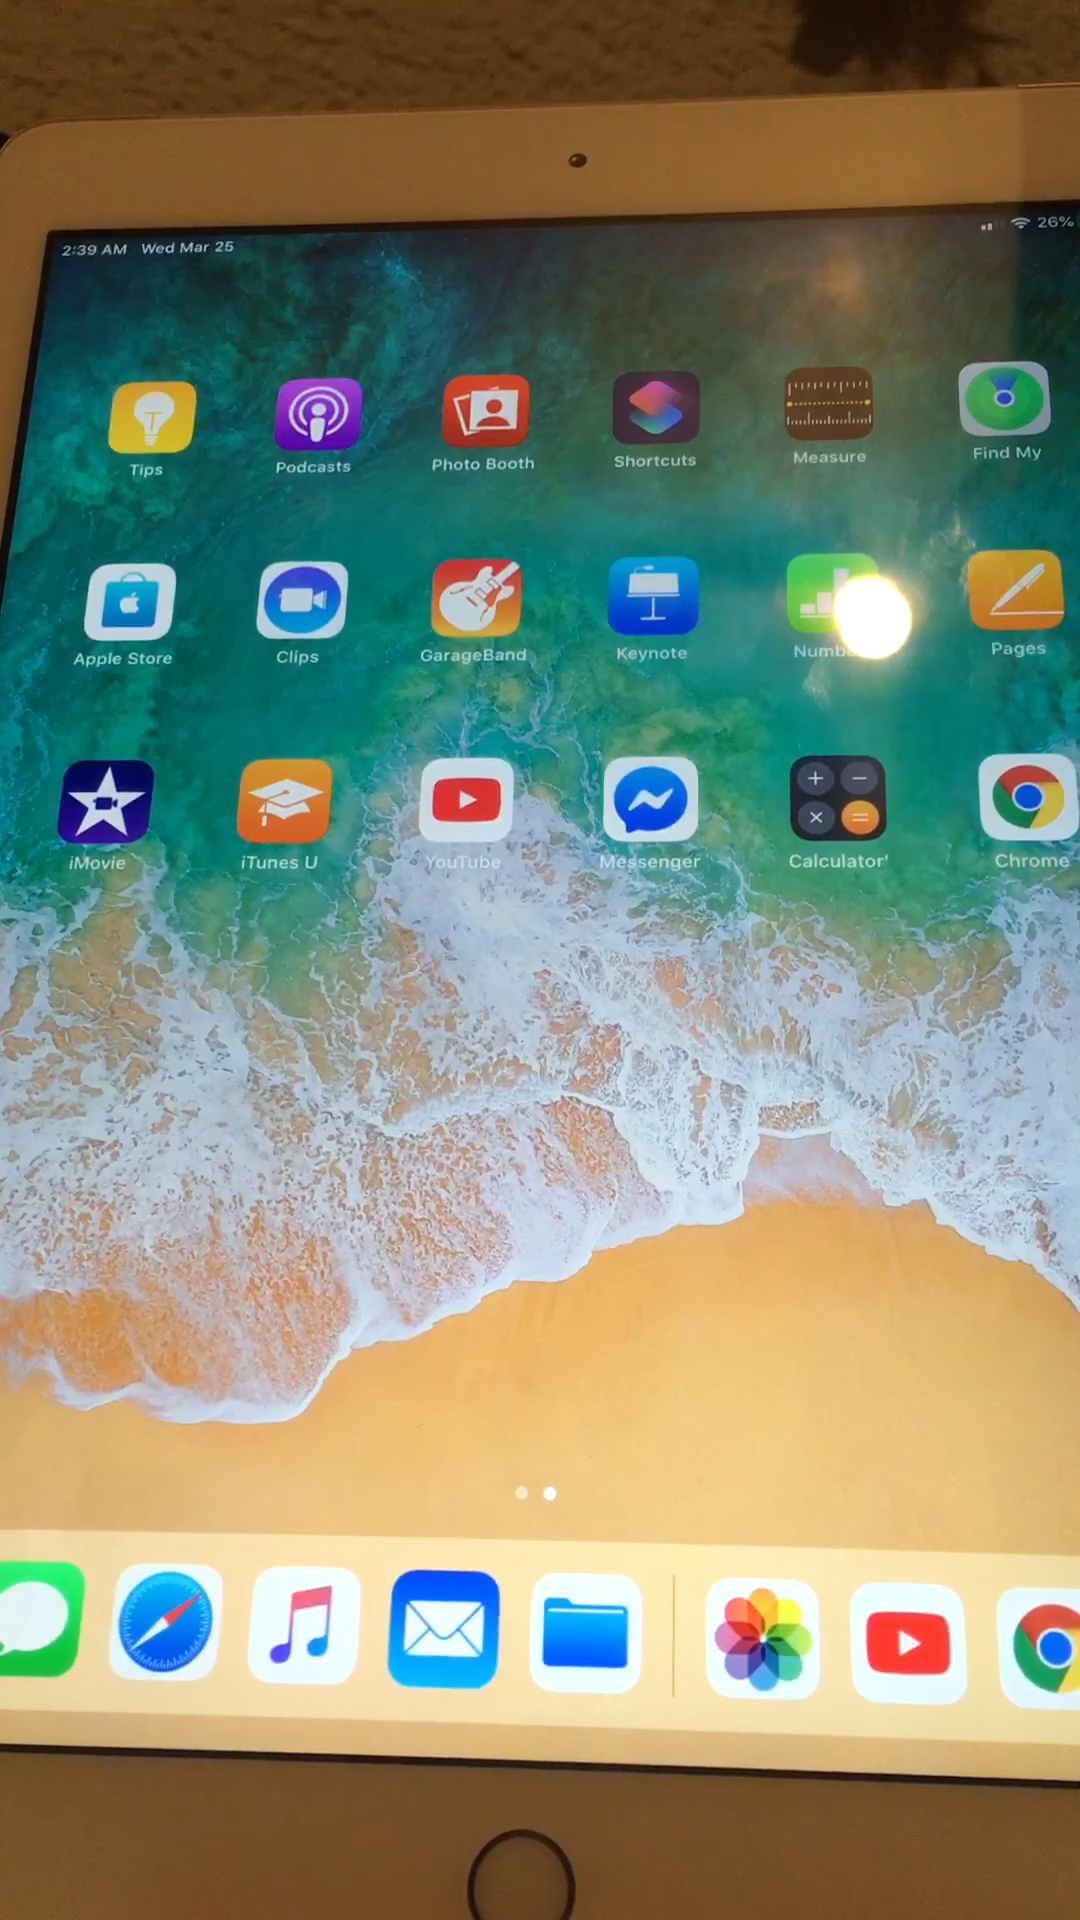 2:39 AM Wed Mar 25 26%
Tips Podcasts Photo Booth Shortcuts Measure Find My
Apple Store Clips GarageBand Keynote Pages
iMovie iTunes U YouTube Messenger Calculator' Chrome